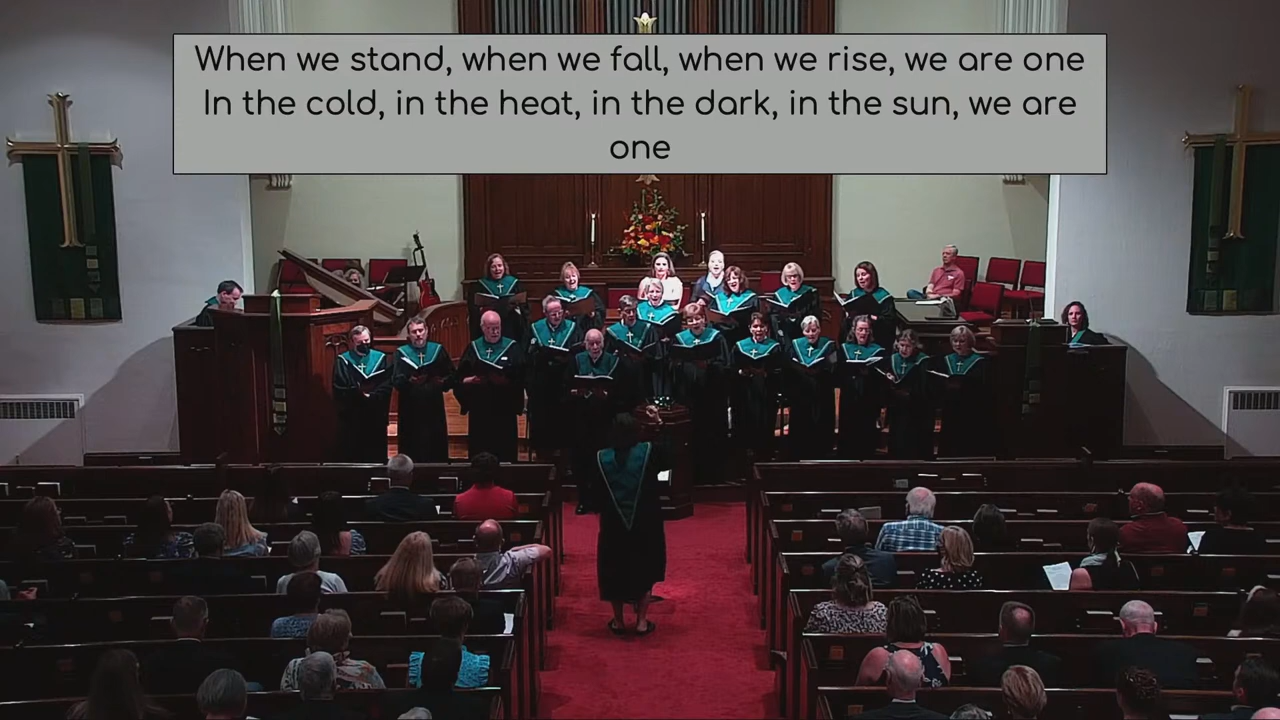 When we stand, when we fall, when we rise, we are one
In the cold, in the heat, in the dark, in the sun, we are
one